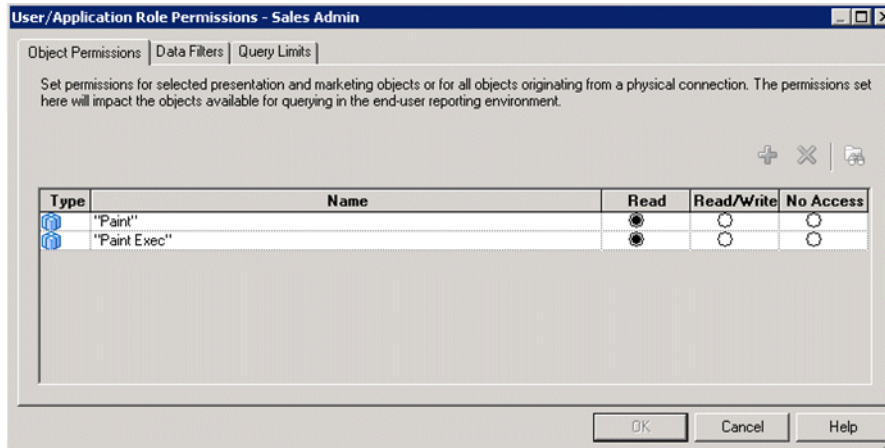 User/Application Role Permissions - Sales Admin
Object Permissions Data Filters Query Limits
Set permissions for selected presentation and marketing objects or for all objects originating from a physical connection. The permissions set
here will impact the objects available for querying in the end-user reporting environment.
Type Name Read Read/Write No Access
"Paint"
"Paint Exec"
OK Cancel Help